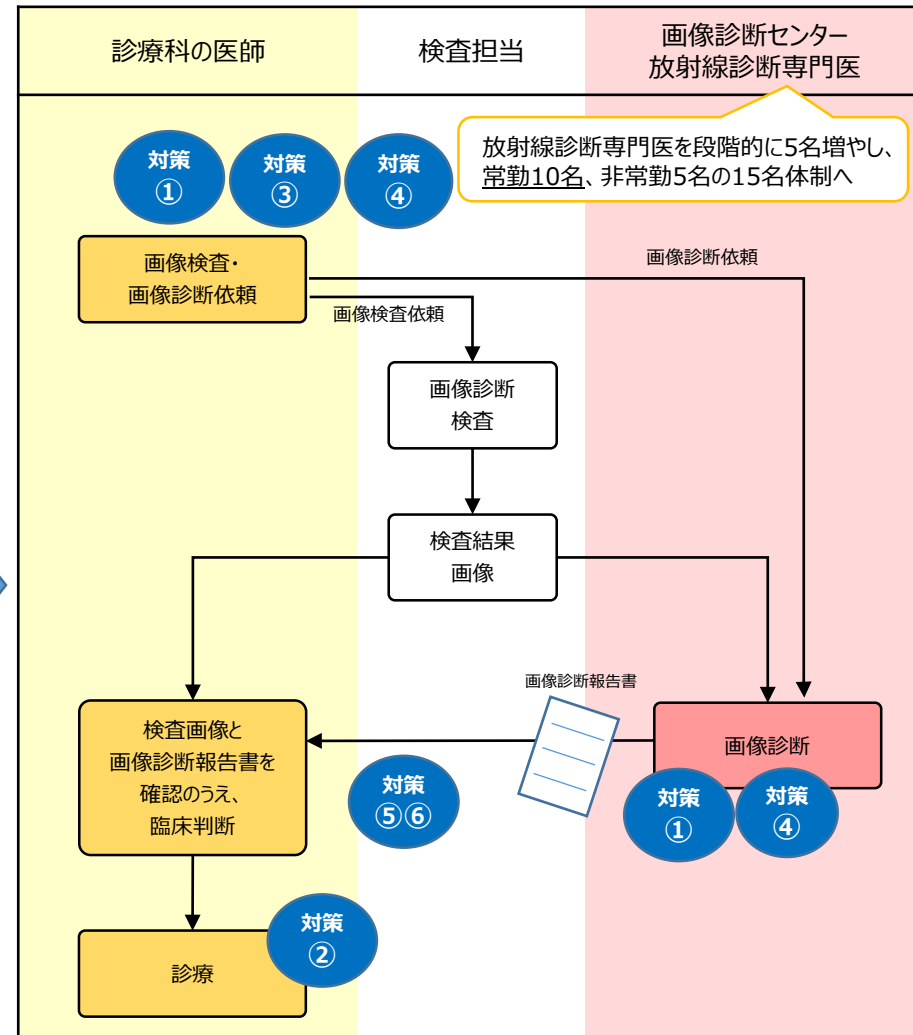 診療科の医師
検査担当
画像診断センター
放射線診断専門医
放射線診断専門医を段階的に5名増やし、
常勤10名、非常勤5名の15名体制へ
対策
①
対策
③
対策
④
画像検査・
画像診断依頼
画像診断依頼
画像検査依頼
画像診断
検査
検査結果
画像
画像診断報告書
検査画像と
画像診断報告書を
確認のうえ、
臨床判断
画像診断
対策
⑤⑥
対策
①
対策
④
対策
②
診療